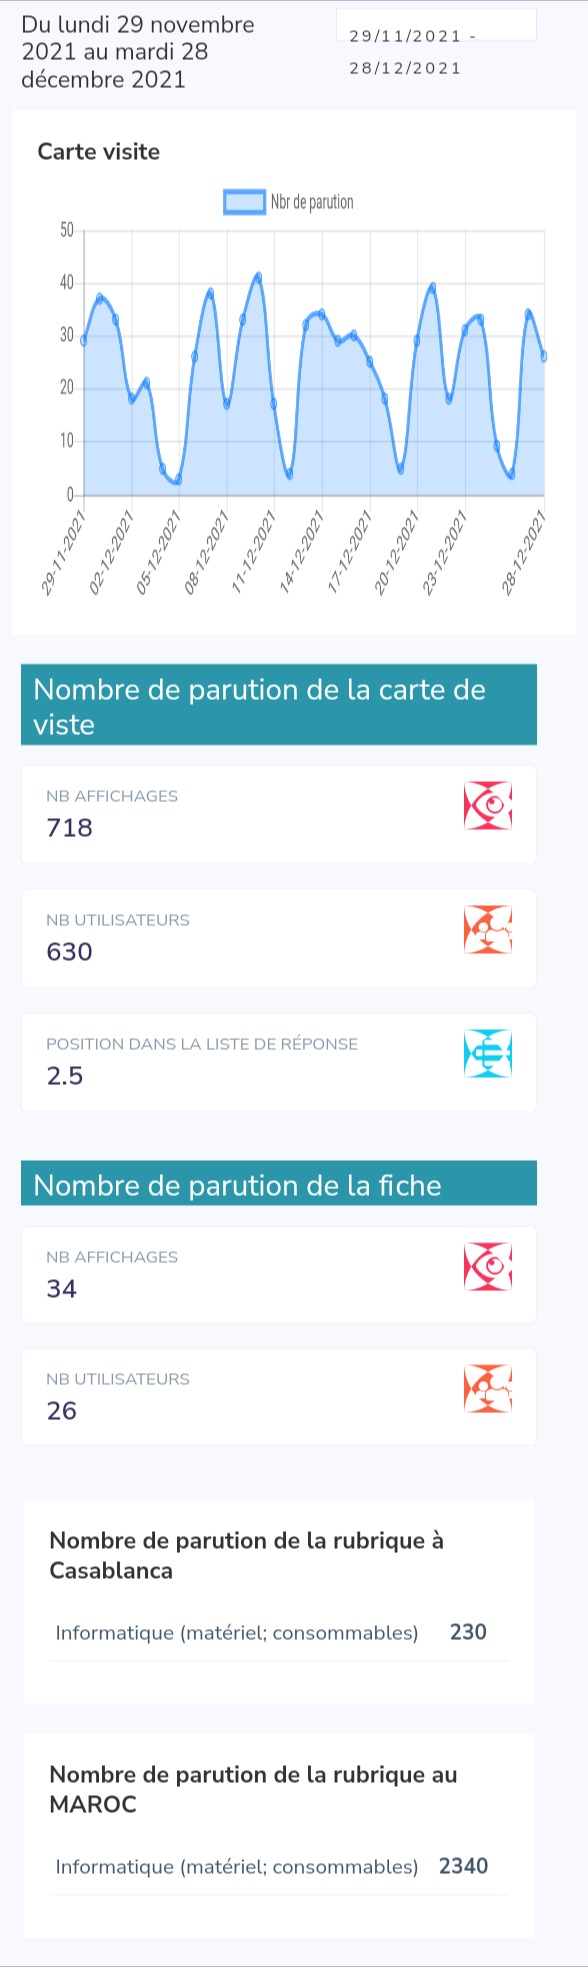 Du lundi 29 novembre
2021 au mardi 28
décembre 2021
29/11/2021 -
28/12/2021
Carte visite
Nbr de parution
50
40
30
20
10
0
29-11-2021
02-12-2021
05-12-2021
08-12-2021
11-12-2021
14-12-2021
17-12-2021
20-12-2021
23-12-2021
28-12-2021
Nombre de parution de la carte de
viste
NB AFFICHAGES
718
NB UTILISATEURS
630
POSITION DANS LA LISTE DE RÉPONSE
2.5
Nombre de parution de la fiche
NB AFFICHAGES
34
NB UTILISATEURS
26
Nombre de parution de la rubrique à
Casablanca
Informatique (matériel; consommables) 230
Nombre de parution de la rubrique au
MAROC
Informatique (matériel; consommables) 2340